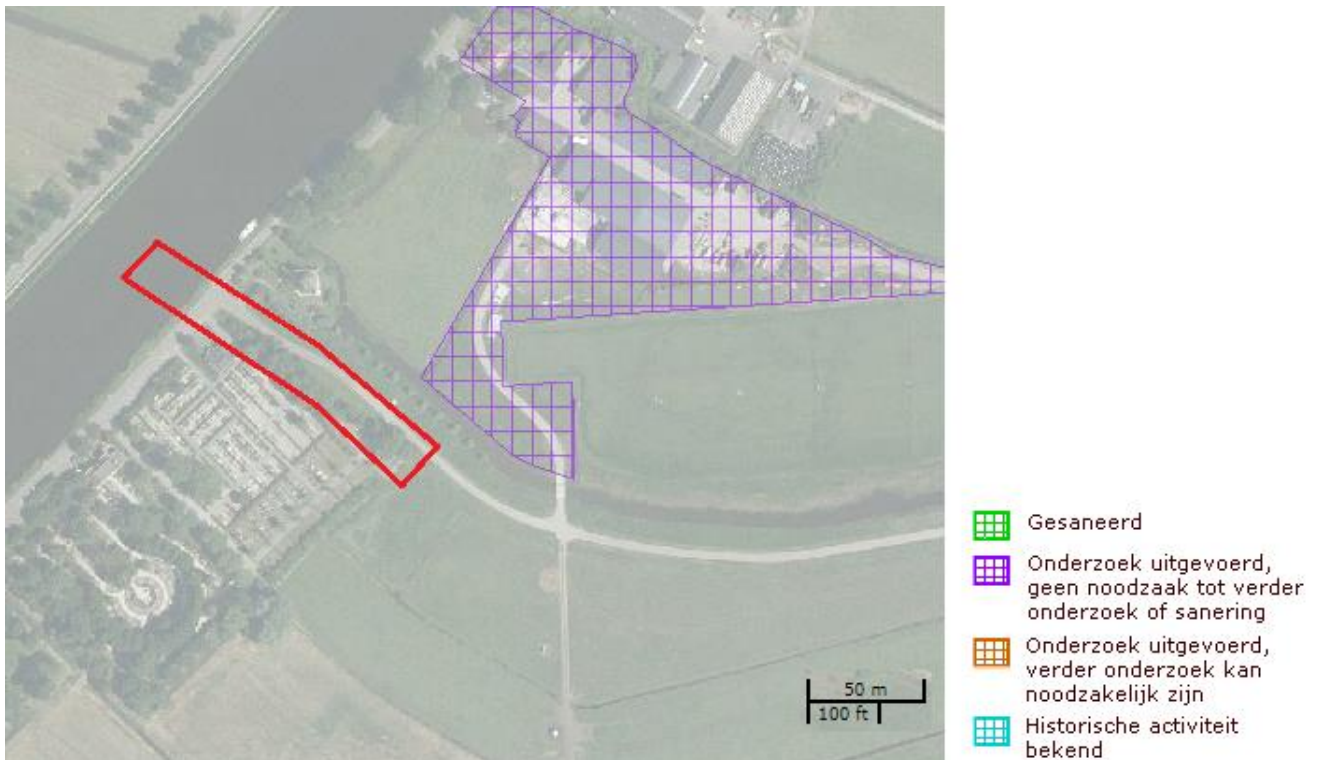 50 m
100 ft
Gesaneerd
Onderzoek uitgevoerd,
geen noodzaak tot verder
onderzoek of sanering
Onderzoek uitgevoerd,
verder onderzoek kan
noodzakelijk zijn
Historische activiteit
bekend